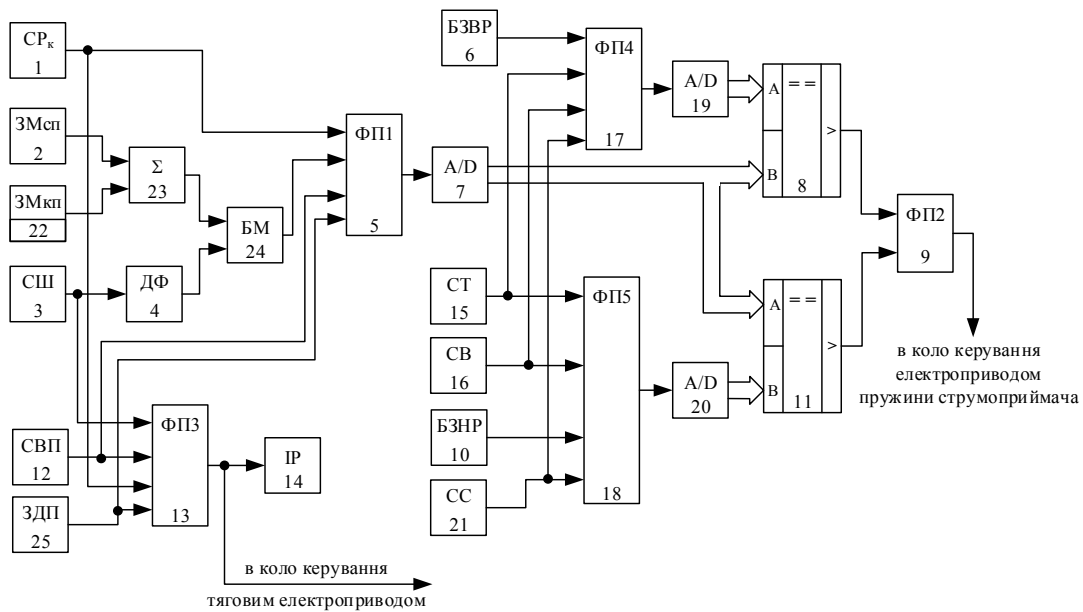 СРк
1
ЗМсп
2
ЗМкп
22
Σ
23
СШ
3
ДФ
4
БМ
24
ФП1
5
A/D
7
БЗВР
6
ФП4
17
A/D
19
A
==
B
>
8
ФП2
9
СТ
15
СВ
16
БЗНР
10
СС
21
ФП5
18
A/D
20
A
==
B
>
11
в коло керування
електроприводом
пружини струмоприймача
СВП
12
ЗДП
25
ФП3
13
ІР
14
в коло керування
тяговим електроприводом